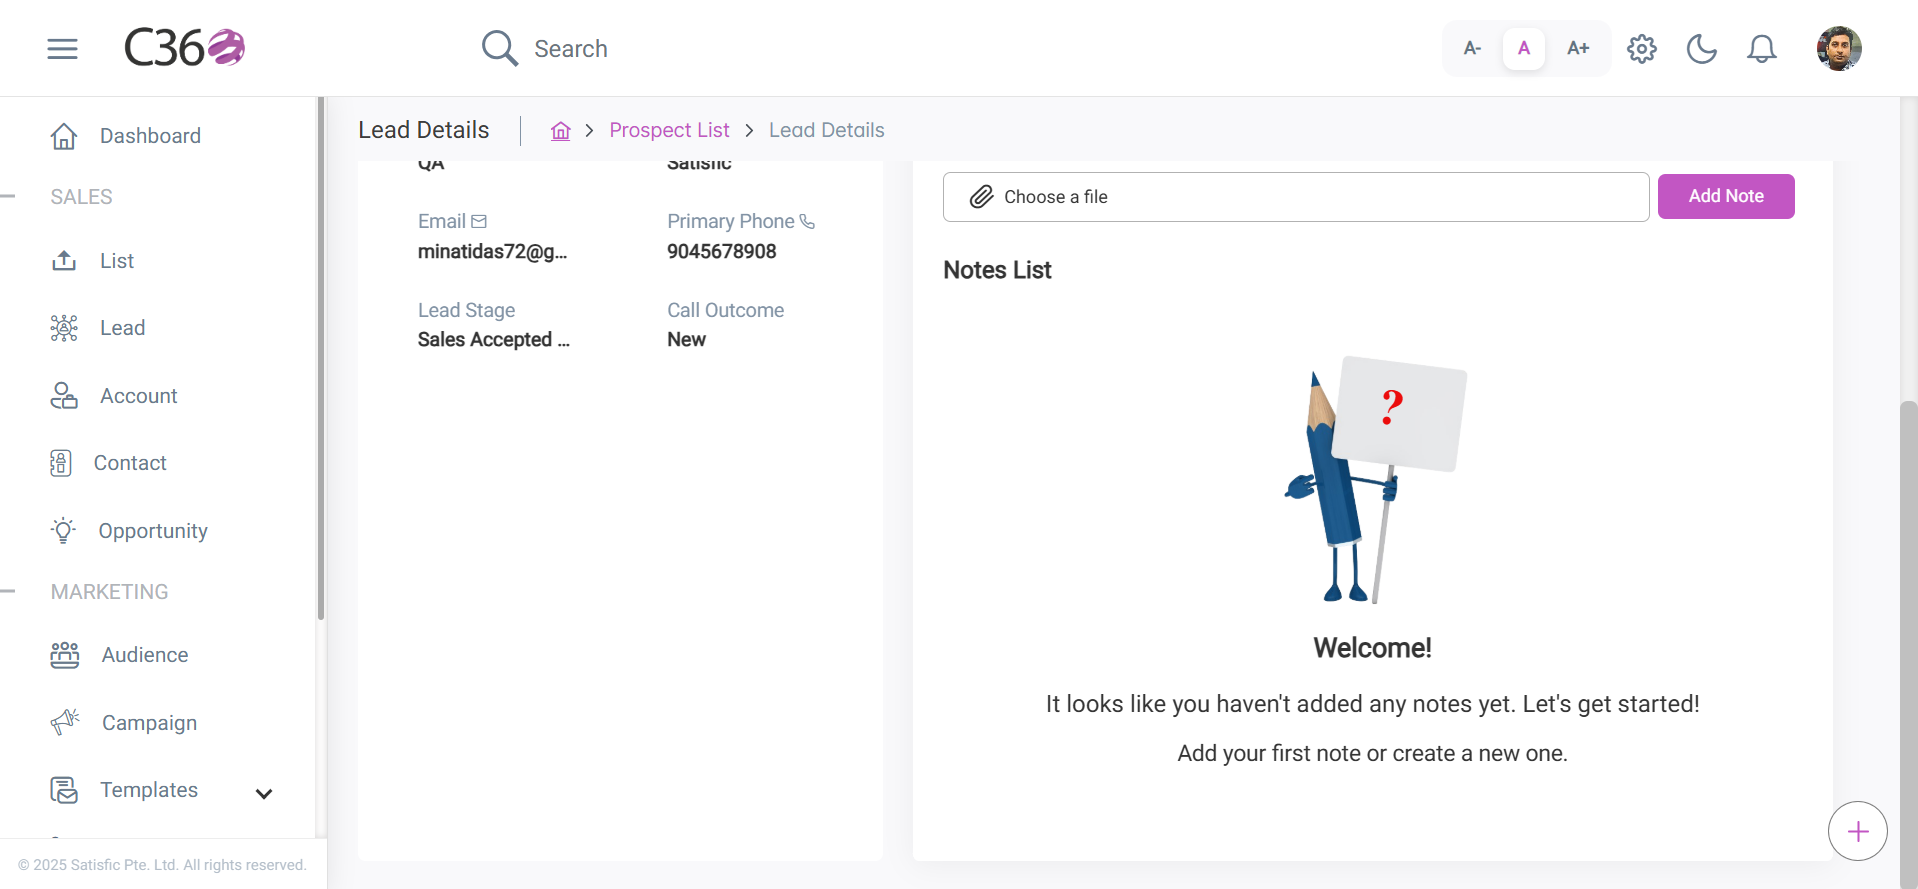 C360
Search
A-
A
A+
Dashboard
SALES
List
Lead
Account
Contact
Opportunity
MARKETING
Audience
Campaign
Templates
© 2025 Satisfic Pte. Ltd. All rights reserved.
Lead Details
Prospect List
Lead Details
QA
Satisfic
Email
Primary Phone
minatidas72@g...
9045678908
Lead Stage
Call Outcome
Sales Accepted ...
New
Choose a file
Add Note
Notes List
?
Welcome!
It looks like you haven't added any notes yet. Let's get started!
Add your first note or create a new one.